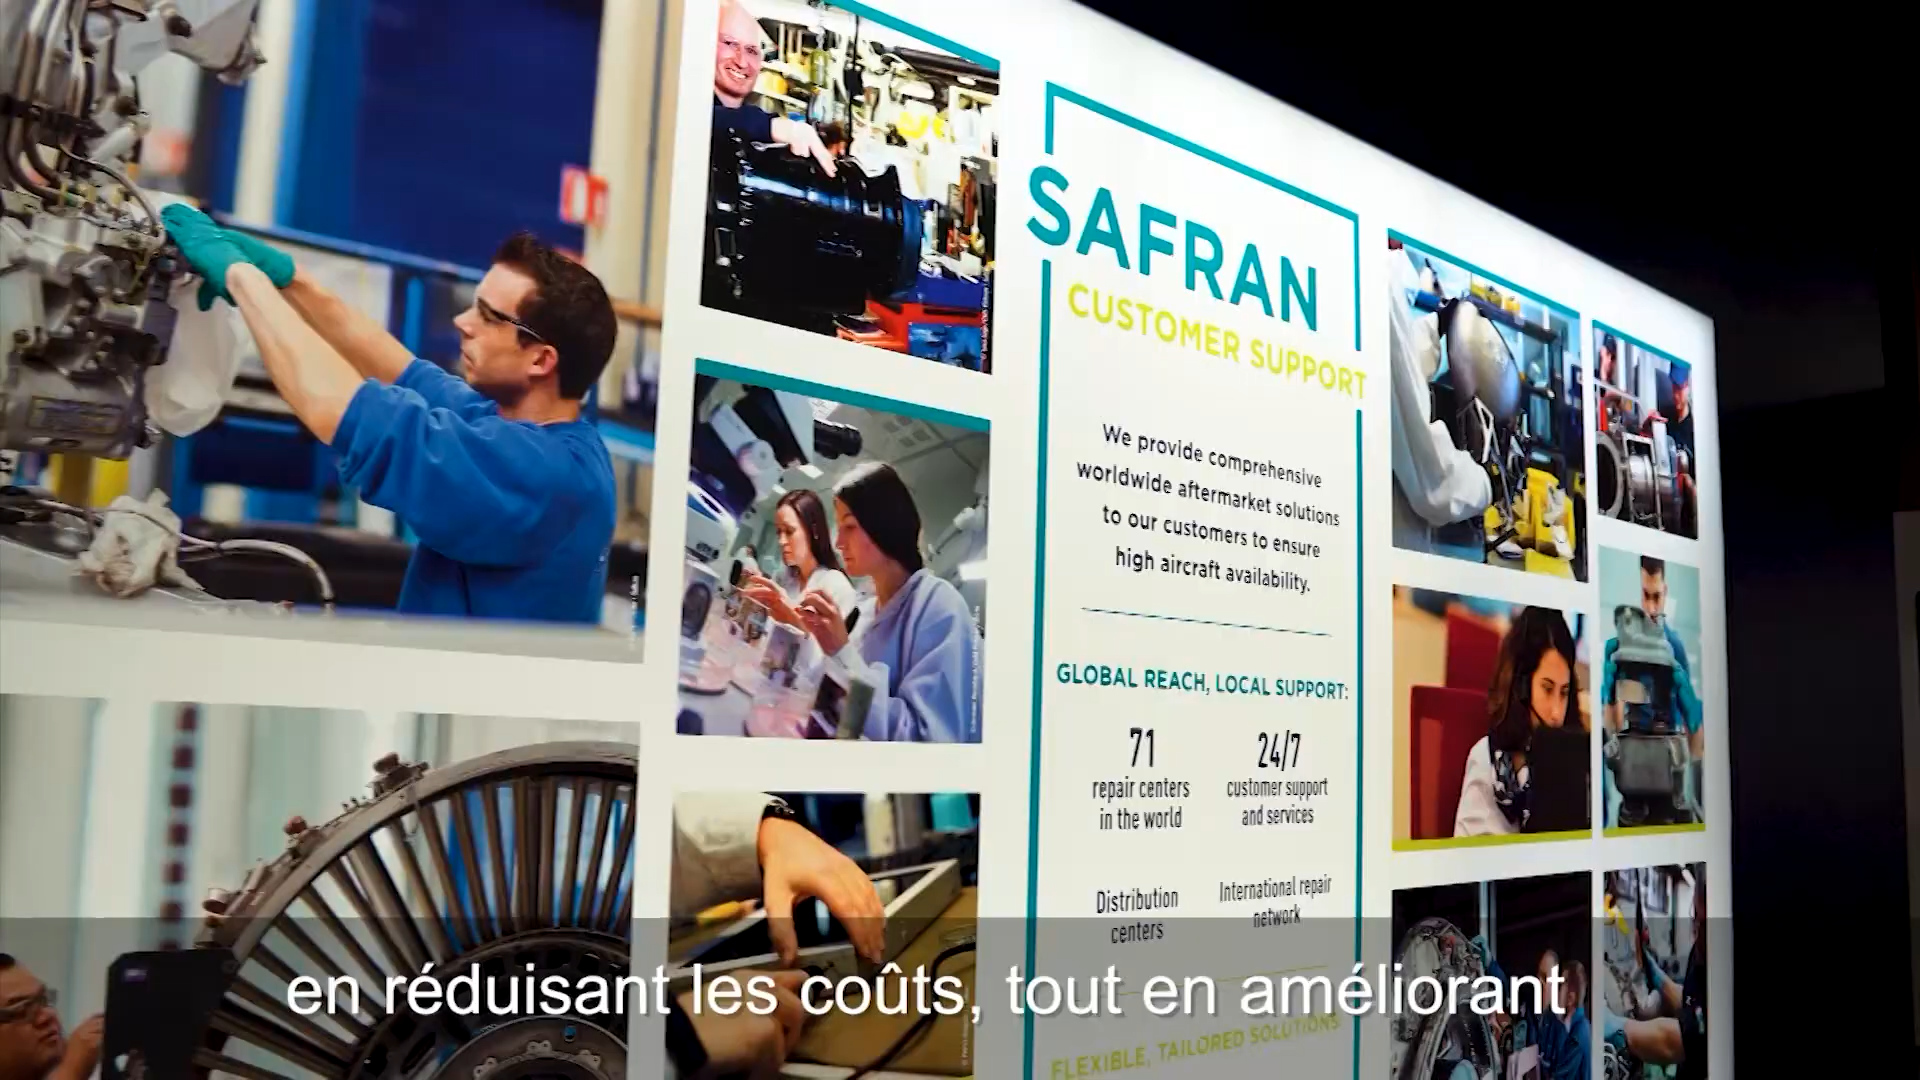 SAFRAN
CUSTOMER SUPPORT
We provide comprehensive
worldwide aftermarket solutions
to our customers to ensure
high aircraft availability.
GLOBAL REACH, LOCAL SUPPORT:
71
repair centers
in the world
24/7
customer support
and services
Distribution
centers
International repair
network
FLEXIBLE, TAILORED SOLUTIONS
en réduisant les coûts, tout en améliorant